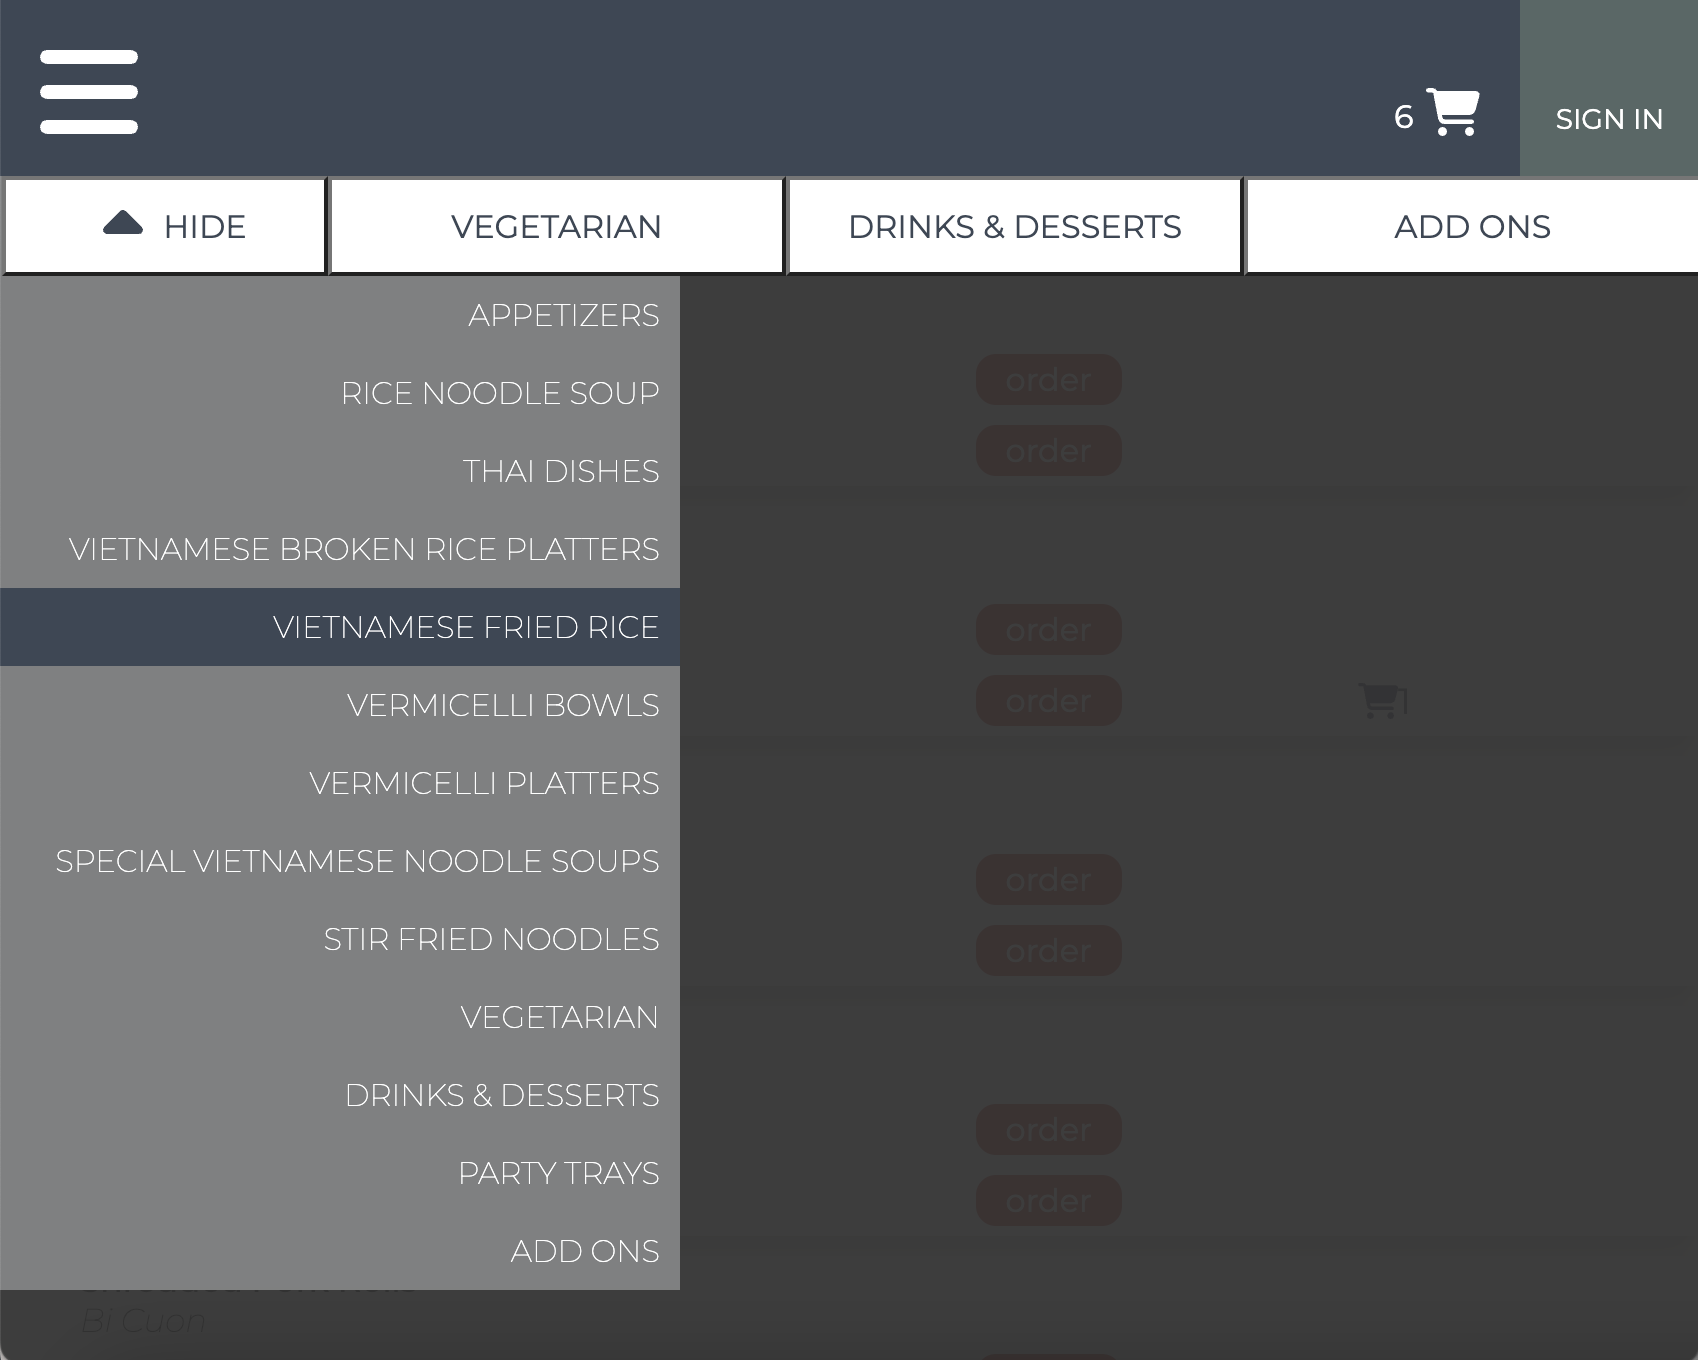 6
SIGN IN
HIDE
VEGETARIAN
DRINKS & DESSERTS
ADD ONS
APPETIZERS
RICE NOODLE SOUP
THAI DISHES
VIETNAMESE BROKEN RICE PLATTERS
VIETNAMESE FRIED RICE
VERMICELLI BOWLS
VERMICELLI PLATTERS
SPECIAL VIETNAMESE NOODLE SOUPS
STIR FRIED NOODLES
VEGETARIAN
DRINKS & DESSERTS
PARTY TRAYS
ADD ONS
order
order
order
order
1
order
order
order
order
Bi Cuon